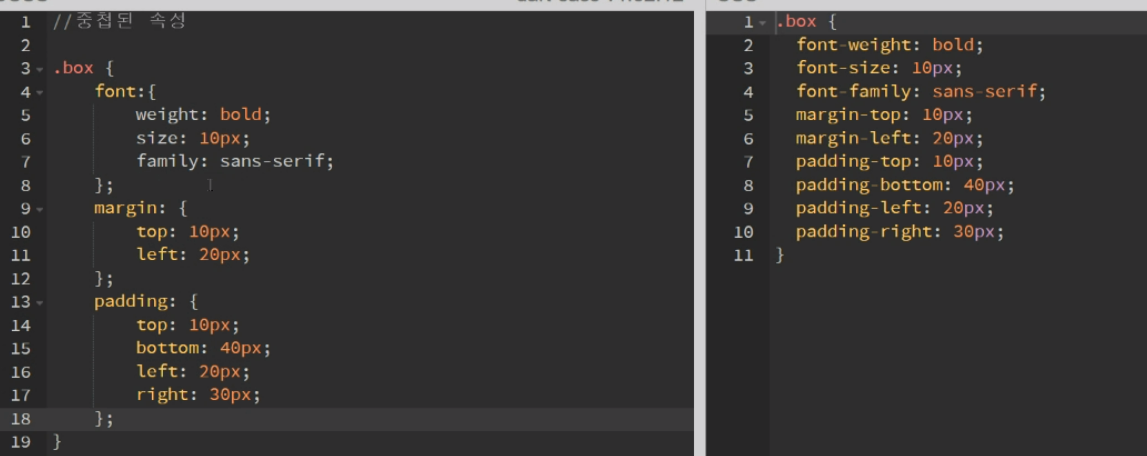 1 //중첩된 속성
2
3 .box {
4 font:{
5 weight: bold;
6 size: 10px;
7 family: sans-serif;
8 };
9 margin: {
10 top: 10px;
11 left: 20px;
12 };
13 padding: {
14 top: 10px;
15 bottom: 40px;
16 left: 20px;
17 right: 30px;
18 };
19 }
1 .box {
2 font-weight: bold;
3 font-size: 10px;
4 font-family: sans-serif;
5 margin-top: 10px;
6 margin-left: 20px;
7 padding-top: 10px;
8 padding-bottom: 40px;
9 padding-left: 20px;
10 padding-right: 30px;
11 }